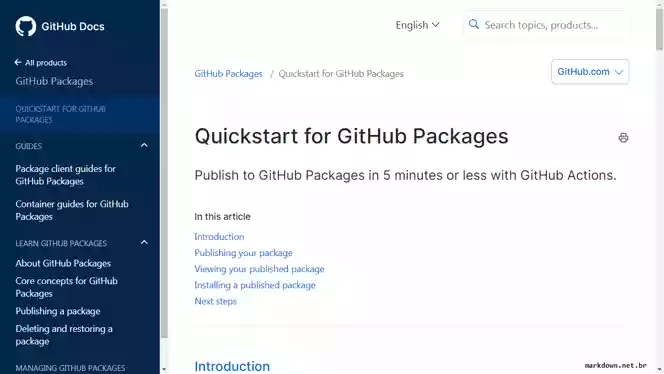 GitHub Docs
All products
GitHub Packages
QUICKSTART FOR GITHUB
PACKAGES
GUIDES
Package client guides for
GitHub Packages
Container guides for GitHub
Packages
LEARN GITHUB PACKAGES
About GitHub Packages
Core concepts for GitHub
Packages
Publishing a package
Deleting and restoring a
package
MANAGING GITHUB PACKAGES
English
Search topics, products...
GitHub Packages / Quickstart for GitHub Packages
GitHub.com
Quickstart for GitHub Packages
Publish to GitHub Packages in 5 minutes or less with GitHub Actions.
In this article
Introduction
Publishing your package
Viewing your published package
Installing a published package
Next steps
Introduction
markdown.net.br